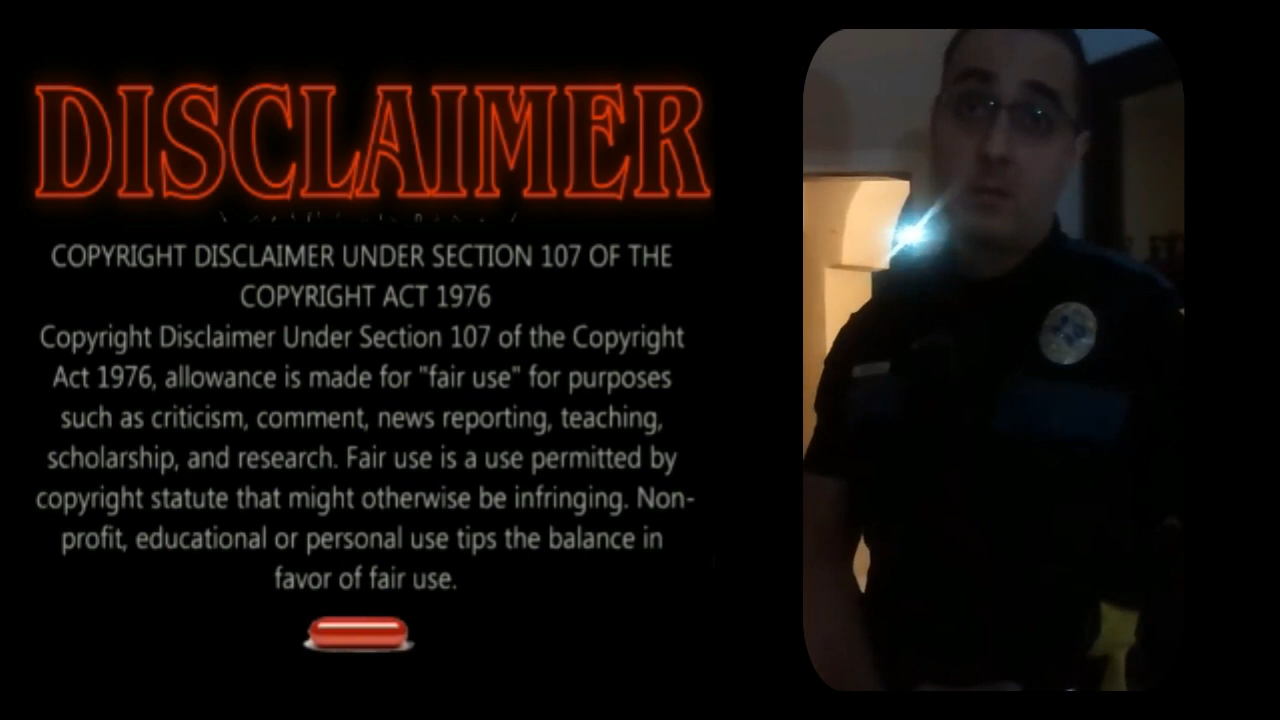 DISCLAIMER
COPYRIGHT DISCLAIMER UNDER SECTION 107 OF THE
COPYRIGHT ACT 1976
Copyright Disclaimer Under Section 107 of the Copyright
Act 1976, allowance is made for "fair use" for purposes
such as criticism, comment, news reporting, teaching,
scholarship, and research. Fair use is a use permitted by
copyright statute that might otherwise be infringing. Non-
profit, educational or personal use tips the balance in
favor of fair use.